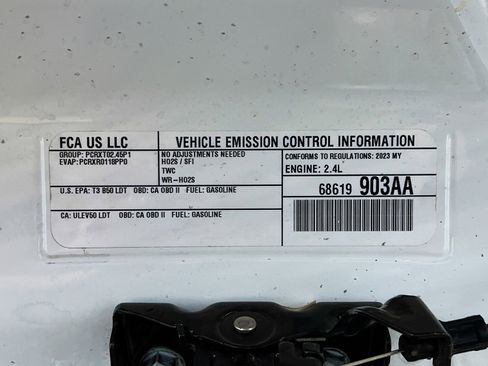 FCA US LLC
VEHICLE EMISSION CONTROL INFORMATION
GROUP: PCRXT02.45P1
EVAP: PCRXR0118PP0
NO ADJUSTMENTS NEEDED
HO2S / SFI
TWC
WR-HO2S
CONFORMS TO REGULATIONS: 2023 MY
ENGINE: 2.4L
U.S. EPA: T3 B50 LDT OBD: CA OBD II FUEL: GASOLINE
68619 903AA
CA: ULEV50 LDT OBD: CA OBD II FUEL: GASOLINE